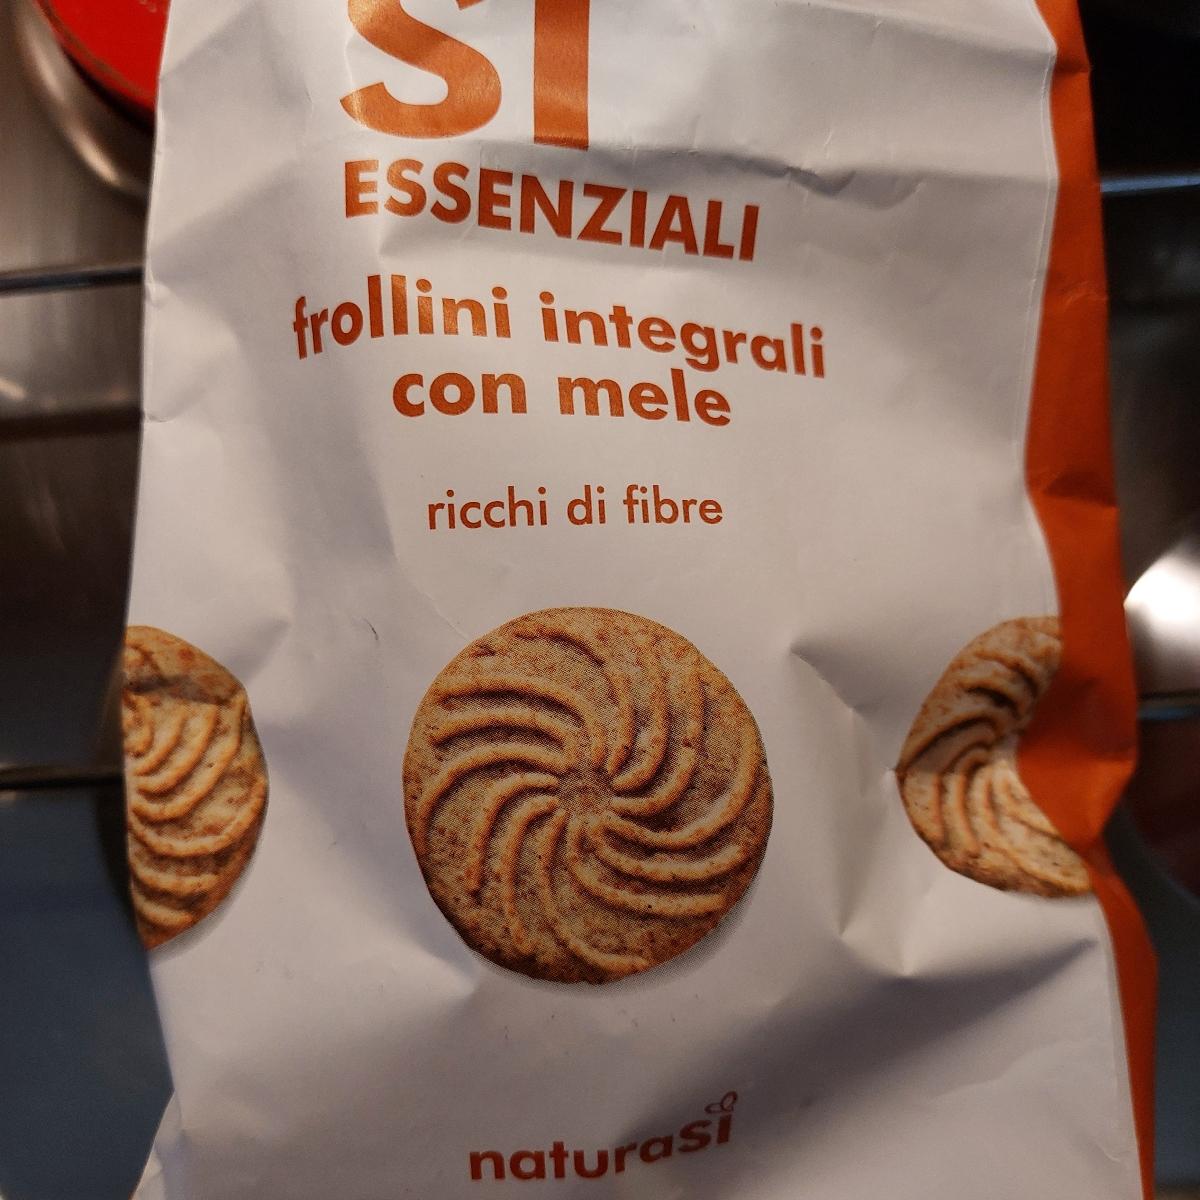 SÌ
ESSENZIALI
frollini integrali
con mele
ricchi di fibre
naturasì